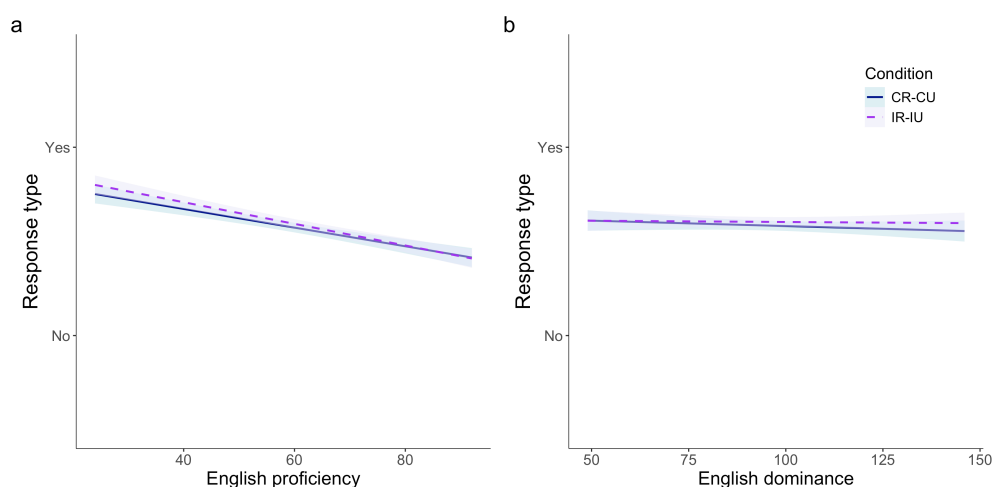 a
Response type
Yes
No
40 60 80
English proficiency
b
Response type
Yes
No
Condition
CR-CU
IR-IU
50 75 100 125 150
English dominance